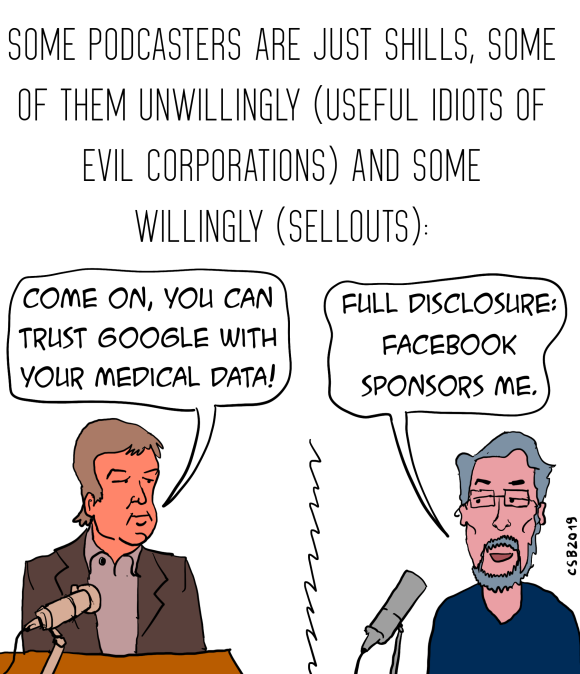 SOME PODCASTERS ARE JUST SHILLS, SOME
OF THEM UNWILLINGLY (USEFUL IDIOTS OF
EVIL CORPORATIONS) AND SOME
WILLINGLY (SELLOUTS):
COME ON, YOU CAN
TRUST GOOGLE WITH
YOUR MEDICAL DATA!
FULL DISCLOSURE:
FACEBOOK
SPONSORS ME.
CSB2019